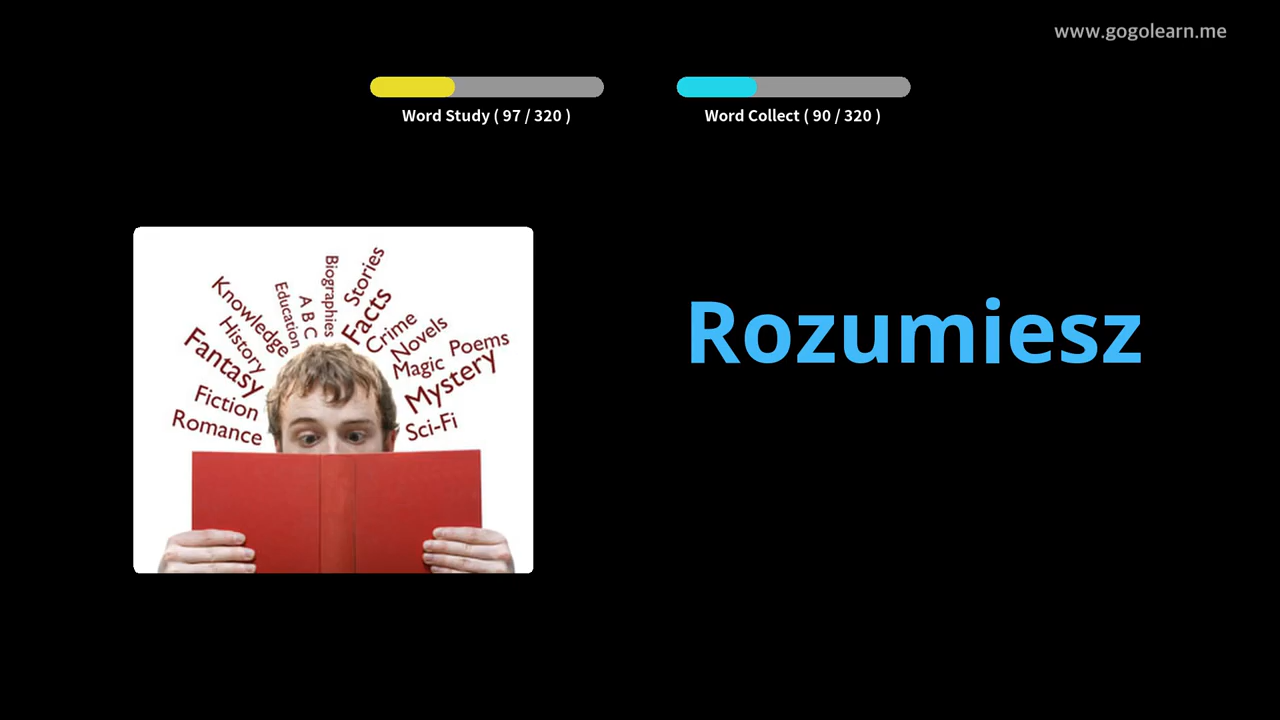 www.gogolearn.me
Word Study ( 97 / 320 )
Word Collect ( 90 / 320 )
Rozumiesz
Biographies
Stories
Education
A B C
Facts
Knowledge
Crime
History
Novels
Fantasy
Magic
Poems
Mystery
Fiction
Romance
Sci-Fi